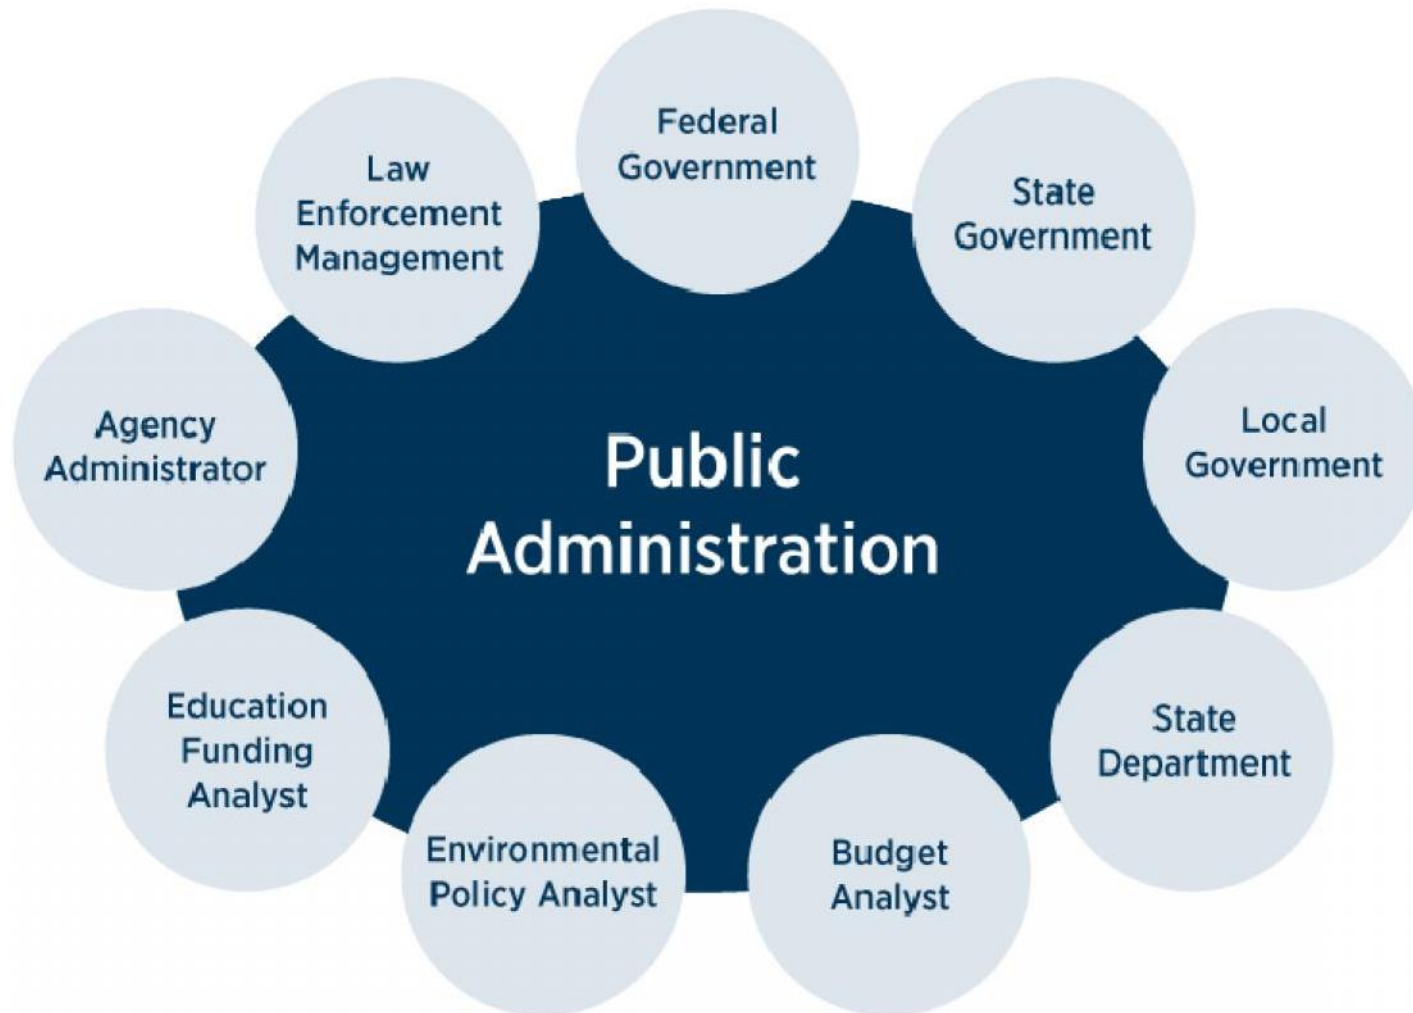 Federal
Government
State
Government
Local
Government
State
Department
Budget
Analyst
Environmental
Policy Analyst
Education
Funding
Analyst
Agency
Administrator
Law
Enforcement
Management
Public
Administration